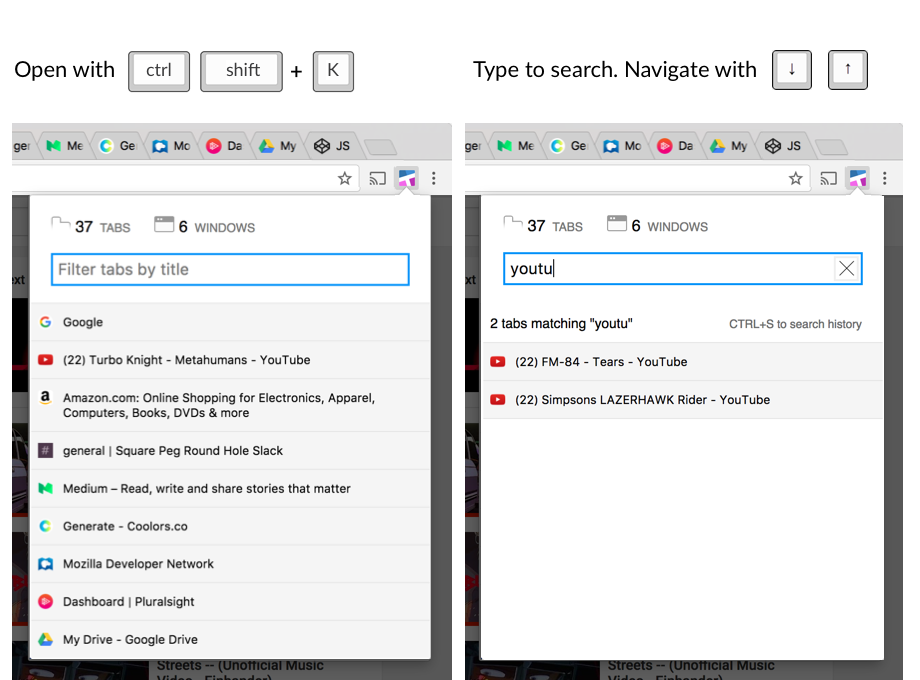 Open with ctrl shift + K
Type to search. Navigate with ↓ ↑
ger Me Ge Mo Da My JS
37 TABS 6 WINDOWS
Filter tabs by title
ext
Google
(22) Turbo Knight - Metahumans - YouTube
Amazon.com: Online Shopping for Electronics, Apparel,
Computers, Books, DVDs & more
general | Square Peg Round Hole Slack
Medium – Read, write and share stories that matter
Generate - Coolors.co
Mozilla Developer Network
Dashboard | Pluralsight
My Drive - Google Drive
Streets -- (Unofficial Music
ger Me Ge Mo Da My JS
37 TABS 6 WINDOWS
youtu
ext
2 tabs matching "youtu" CTRL+S to search history
(22) FM-84 - Tears - YouTube
(22) Simpsons LAZERHAWK Rider - YouTube
Streets -- (Unofficial Music